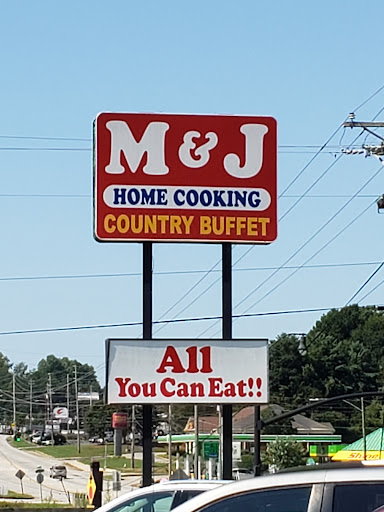 M & J
HOME COOKING
COUNTRY BUFFET
All
You Can Eat!!